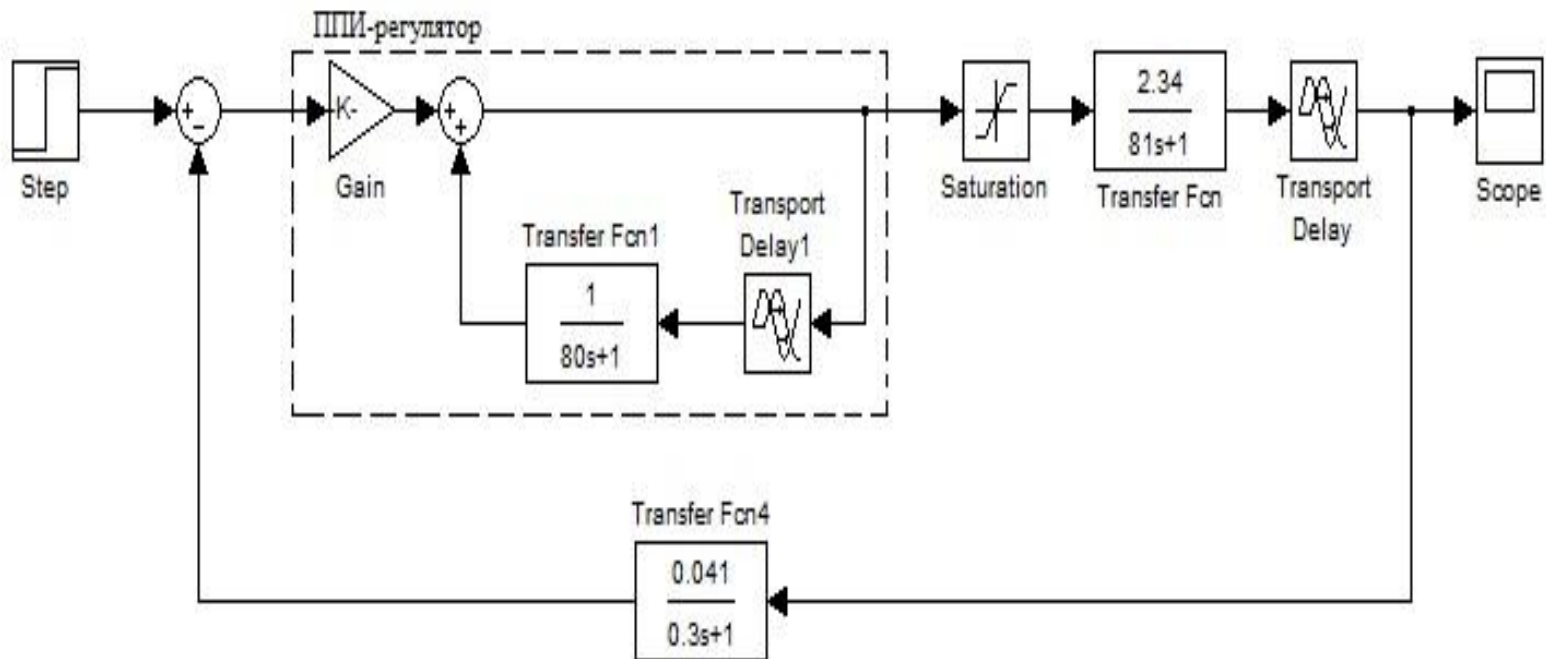 ППИ-регулятор
-K-
Step
Gain
Saturation
2.34
81s+1
Transfer Fcn
Transport
Delay
Scope
Transfer Fcn1
1
80s+1
Transport
Delay1
Transfer Fcn4
0.041
0.3s+1